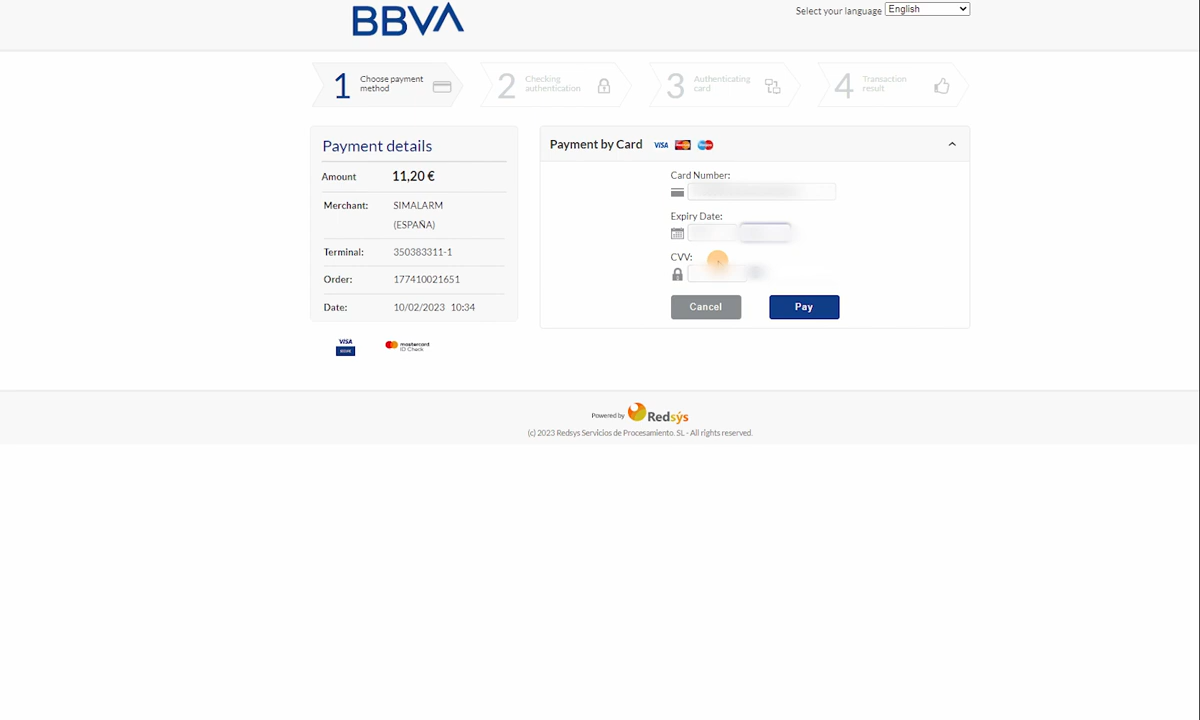 BBVA
Select your language English
1 Choose payment method
2 Checking authentication
3 Authenticating card
4 Transaction result
Payment details
Amount 11,20 €
Merchant: SIMALARM
(ESPAÑA)
Terminal: 350383311-1
Order: 177410021651
Date: 10/02/2023 10:34
VISA
mastercard
ID Check
Payment by Card VISA
Card Number:
Expiry Date:
CVV:
Cancel Pay
Powered by Redsýs
(c) 2023 Redsys Servicios de Procesamiento. SL - All rights reserved.